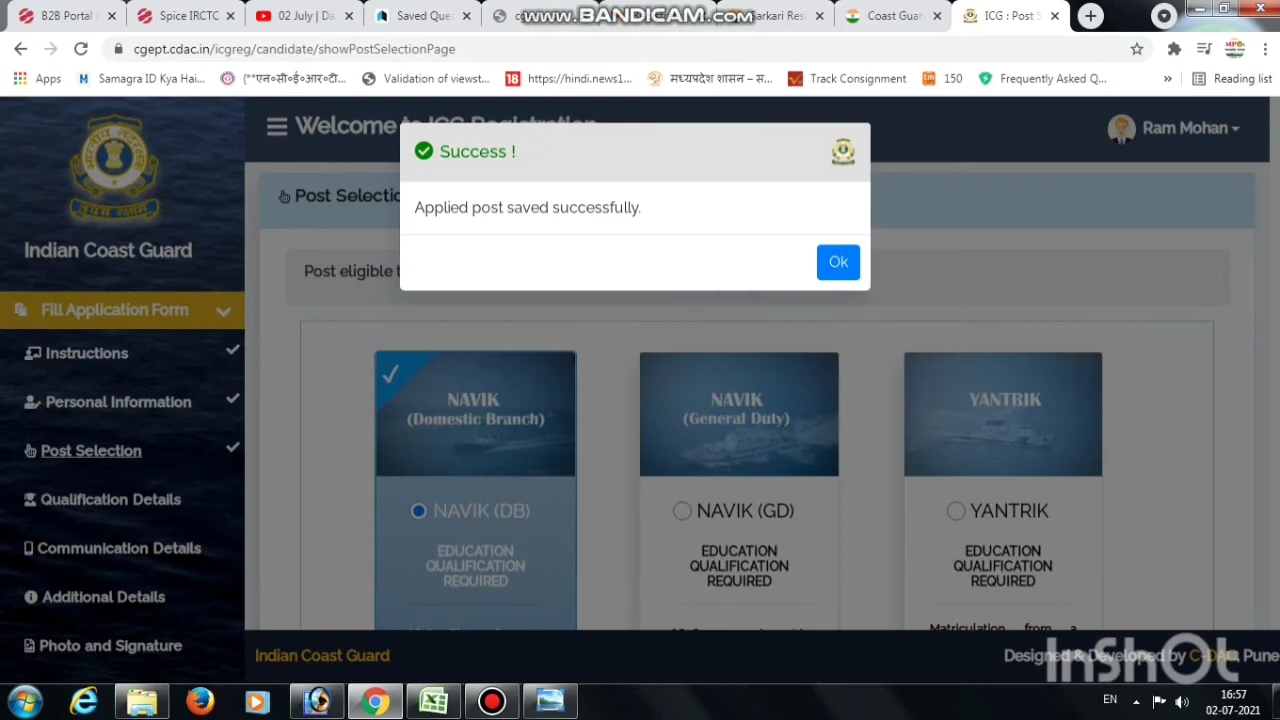 B2B Portal
Spice IRCTC
02 July | Da
Saved Que
www.BANDICAM.com
Sarkari Res
Coast Guar
ICG : Post S
cgept.cdac.in/icgreg/candidate/showPostSelectionPage
Apps
Samagra ID Kya Hai...
{**एन०सी०ई०आर०टी...
Validation of viewst...
https://hindi.news1...
मध्यप्रदेश शासन – स...
Track Consignment
150
Frequently Asked Q...
»
Reading list
Welcome to ICG Registration
Ram Mohan
Success !
Applied post saved successfully.
Ok
Post Selectio
Post eligible t
Indian Coast Guard
Fill Application Form
Instructions
Personal Information
Post Selection
Qualification Details
Communication Details
Additional Details
Photo and Signature
NAVIK
(Domestic Branch)
NAVIK (DB)
EDUCATION
QUALIFICATION
REQUIRED
NAVIK
(General Duty)
NAVIK (GD)
EDUCATION
QUALIFICATION
REQUIRED
YANTRIK
YANTRIK
EDUCATION
QUALIFICATION
REQUIRED
Matriculation from a
Indian Coast Guard
Designed & Developed by C-DAC, Pune
InShOt
EN
16:57
02-07-2021